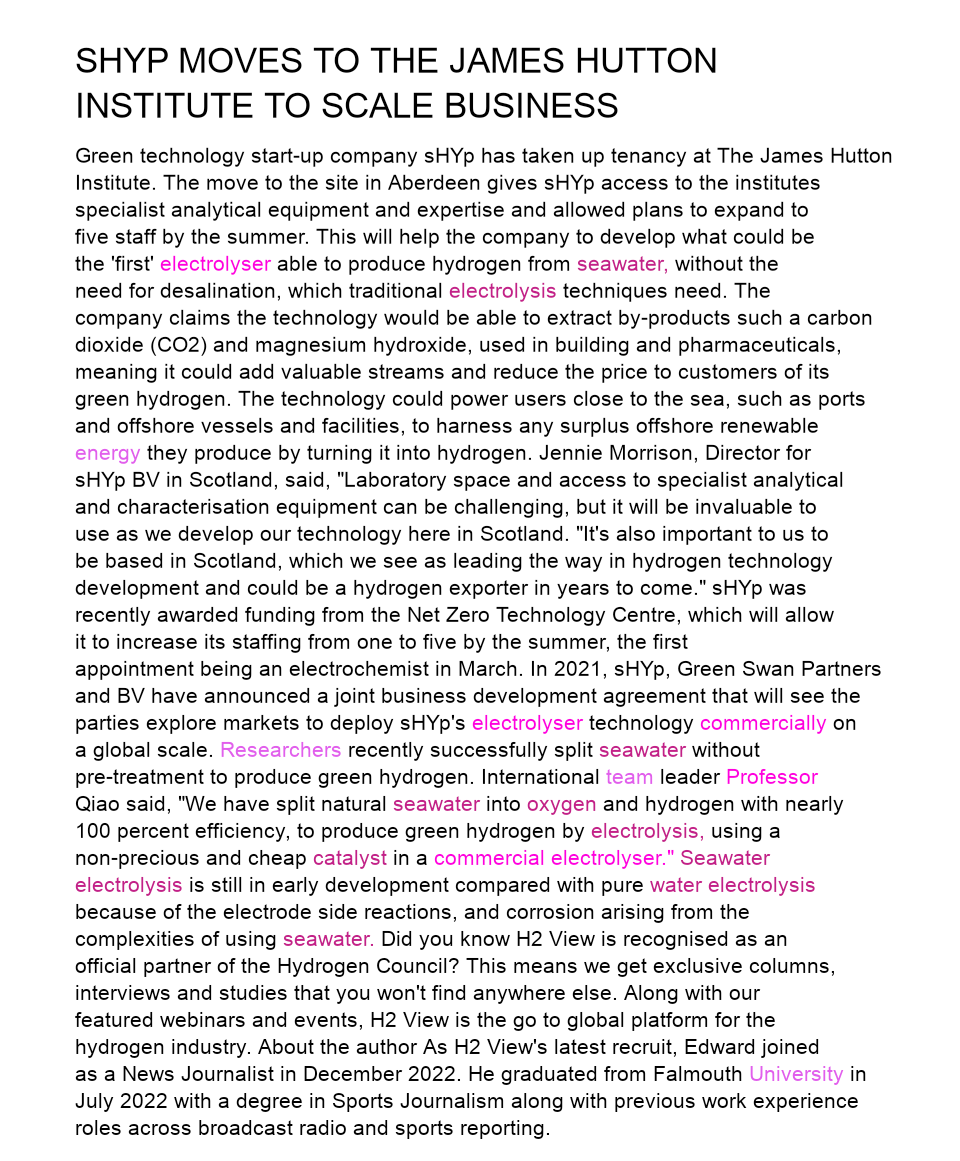 SHYP MOVES TO THE JAMES HUTTON
INSTITUTE TO SCALE BUSINESS
Green technology start-up company sHYp has taken up tenancy at The James Hutton
Institute. The move to the site in Aberdeen gives sHYp access to the institutes
specialist analytical equipment and expertise and allowed plans to expand to
five staff by the summer. This will help the company to develop what could be
the 'first' electrolyser able to produce hydrogen from seawater, without the
need for desalination, which traditional electrolysis techniques need. The
company claims the technology would be able to extract by-products such a carbon
dioxide (CO2) and magnesium hydroxide, used in building and pharmaceuticals,
meaning it could add valuable streams and reduce the price to customers of its
green hydrogen. The technology could power users close to the sea, such as ports
and offshore vessels and facilities, to harness any surplus offshore renewable
energy they produce by turning it into hydrogen. Jennie Morrison, Director for
sHYp BV in Scotland, said, "Laboratory space and access to specialist analytical
and characterisation equipment can be challenging, but it will be invaluable to
use as we develop our technology here in Scotland. "It's also important to us to
be based in Scotland, which we see as leading the way in hydrogen technology
development and could be a hydrogen exporter in years to come." sHYp was
recently awarded funding from the Net Zero Technology Centre, which will allow
it to increase its staffing from one to five by the summer, the first
appointment being an electrochemist in March. In 2021, sHYp, Green Swan Partners
and BV have announced a joint business development agreement that will see the
parties explore markets to deploy sHYp's electrolyser technology commercially on
a global scale. Researchers recently successfully split seawater without
pre-treatment to produce green hydrogen. International team leader Professor
Qiao said, "We have split natural seawater into oxygen and hydrogen with nearly
100 percent efficiency, to produce green hydrogen by electrolysis, using a
non-precious and cheap catalyst in a commercial electrolyser." Seawater
electrolysis is still in early development compared with pure water electrolysis
because of the electrode side reactions, and corrosion arising from the
complexities of using seawater. Did you know H2 View is recognised as an
official partner of the Hydrogen Council? This means we get exclusive columns,
interviews and studies that you won't find anywhere else. Along with our
featured webinars and events, H2 View is the go to global platform for the
hydrogen industry. About the author As H2 View's latest recruit, Edward joined
as a News Journalist in December 2022. He graduated from Falmouth University in
July 2022 with a degree in Sports Journalism along with previous work experience
roles across broadcast radio and sports reporting.